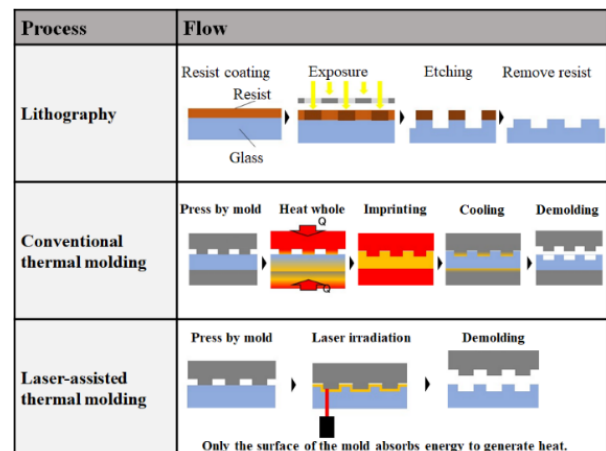 Process Flow
Lithography
Resist coating Exposure Etching Remove resist
Resist
Glass
Conventional
thermal molding
Press by mold Heat whole Imprinting Cooling Demolding
Q
Q
Laser-assisted
thermal molding
Press by mold Laser irradiation Demolding
Only the surface of the mold absorbs energy to generate heat.